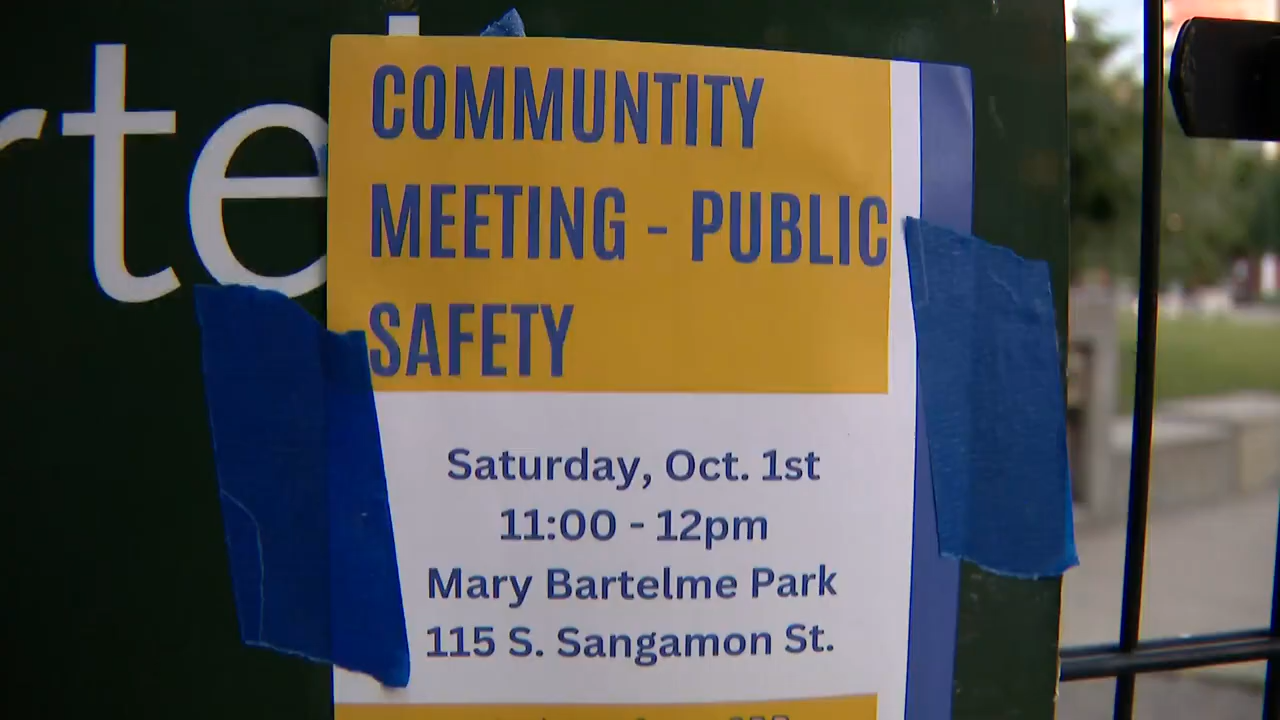 rte
COMMUNTITY
MEETING - PUBLIC
SAFETY
Saturday, Oct. 1st
11:00 - 12pm
Mary Bartelme Park
115 S. Sangamon St.